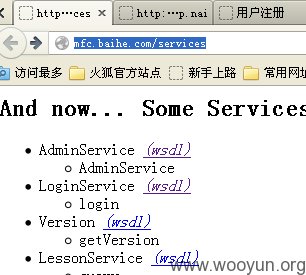 http...ces
http:...p.nai
用户注册
mfc.baihe.com/services
访问最多
火狐官方站点
新手上路
常用网址
And now... Some Services
AdminService (wsdl)
AdminService
LoginService (wsdl)
login
Version (wsdl)
getVersion
LessonService (wsdl)
www.wooyun.org